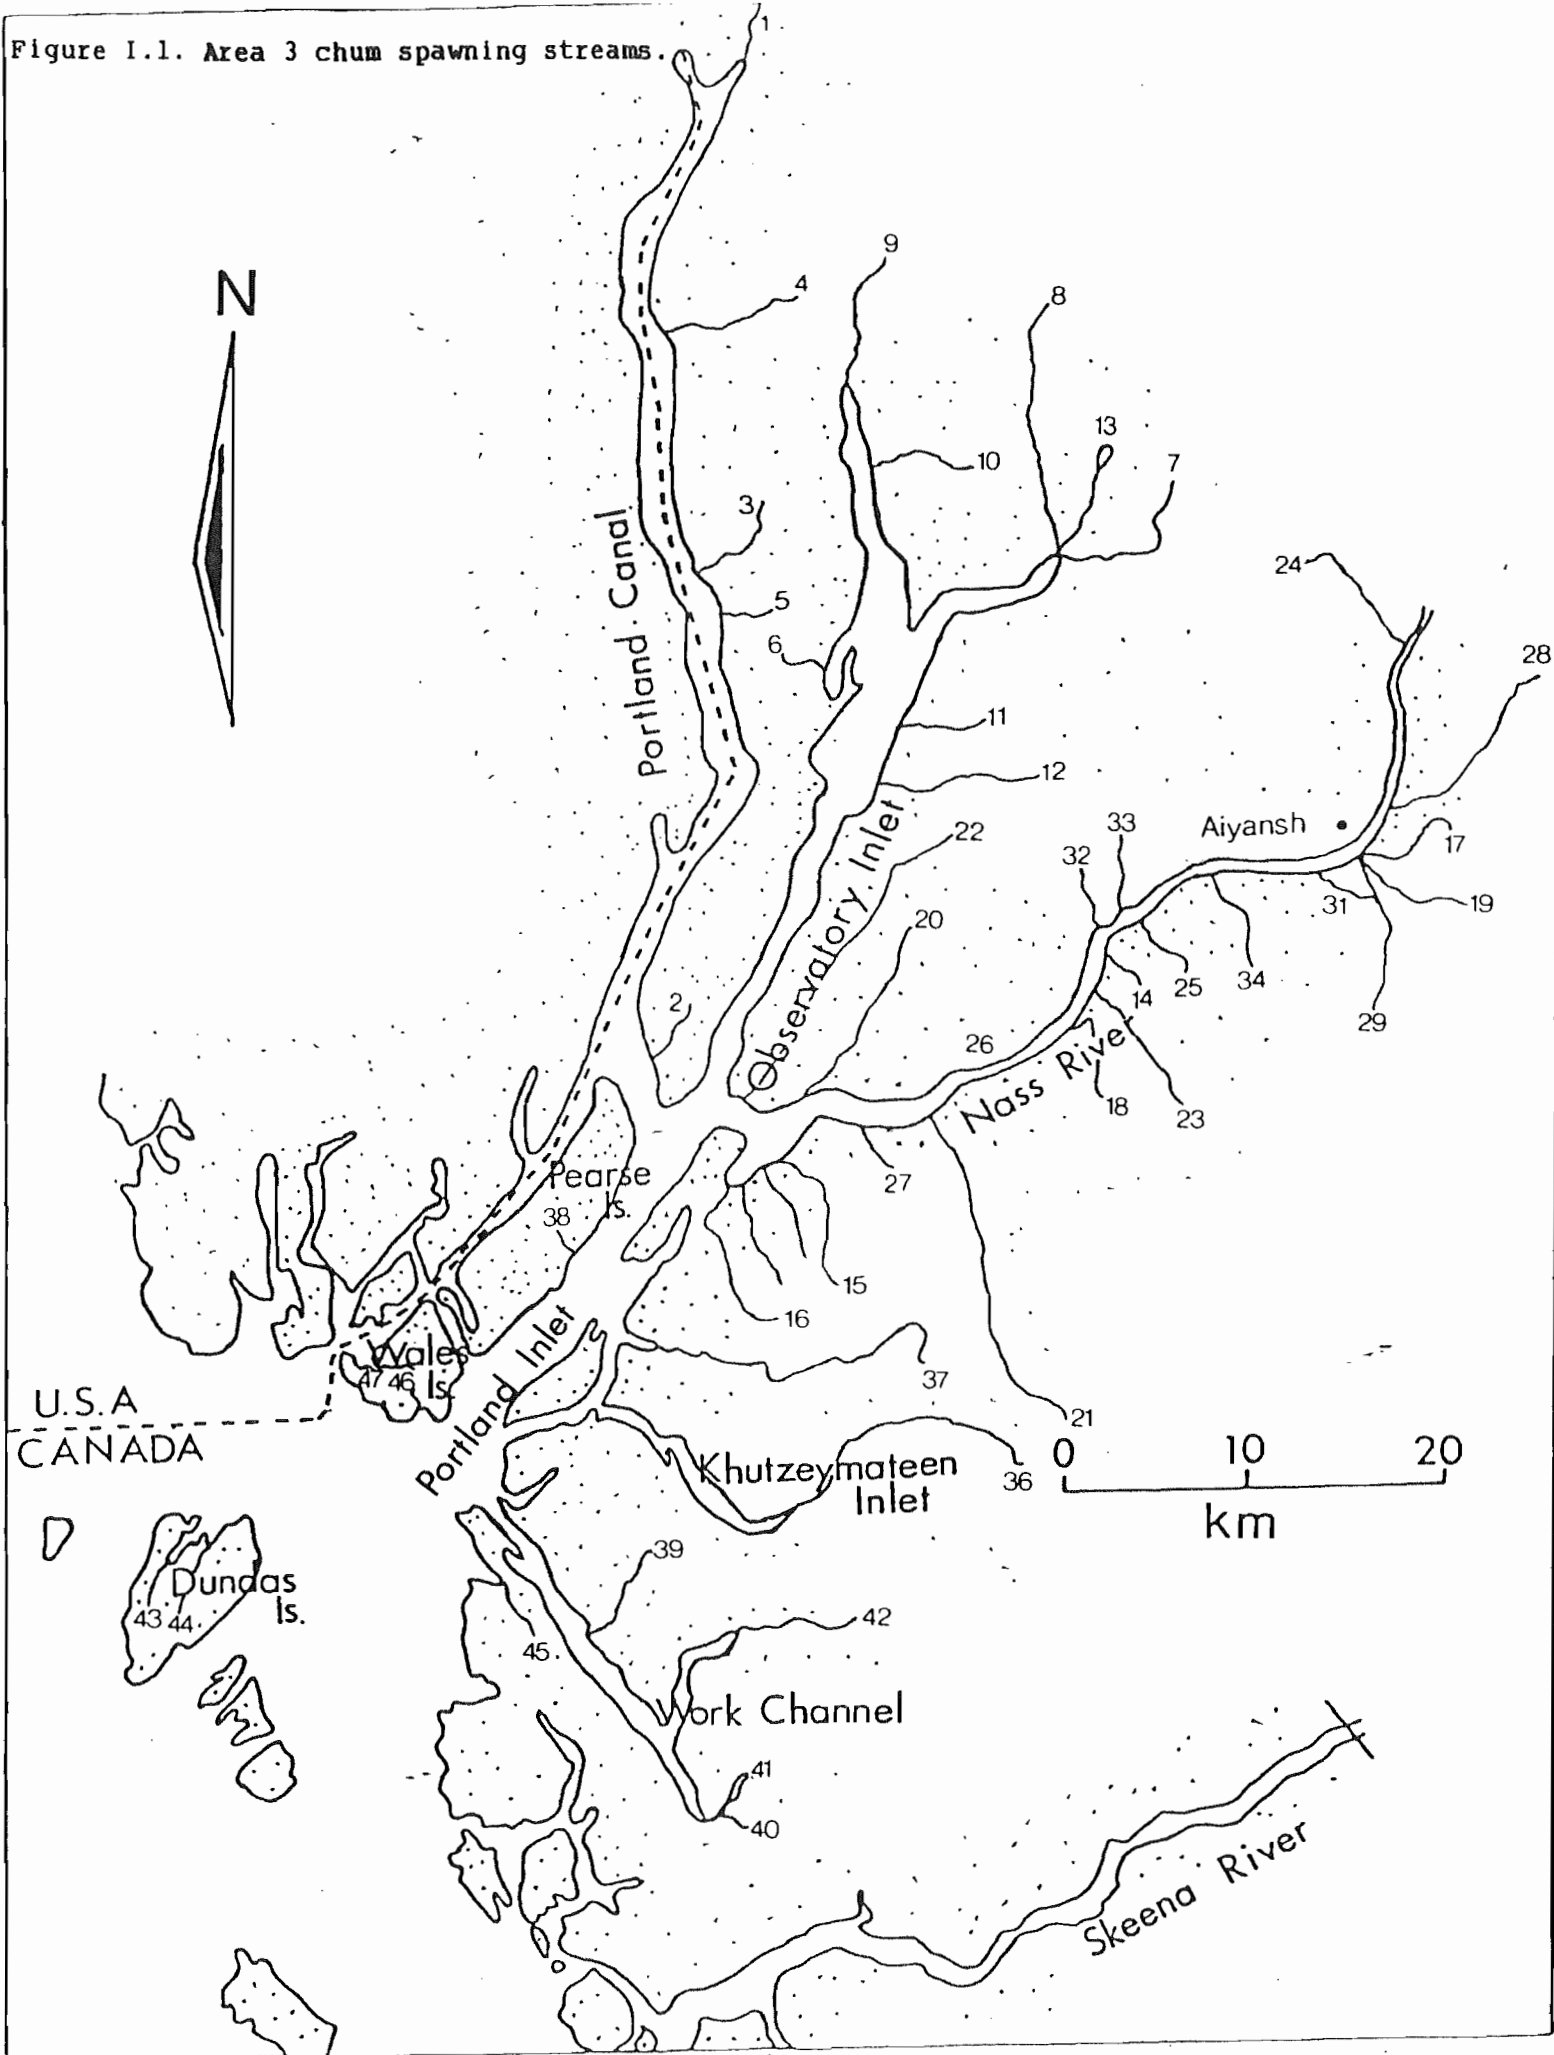 Figure I.1. Area 3 chum spawning streams.
1
N
9
4
8
13
10
7
3
Portland Canal
24
5
6
28
11
12
Observatory Inlet
22
33
Aiyansh
17
32
20
31
19
34
25
14
2
29
26
Nass River
18
23
Pearse
Is.
27
38
15
16
Wales
Is.
47 46
37
Portland Inlet
U.S.A
CANADA
21
0 10 20
km
Khutzeymateen
Inlet
36
39
Dundas
Is.
43 44
42
45
Work Channel
41
40
Skeena River